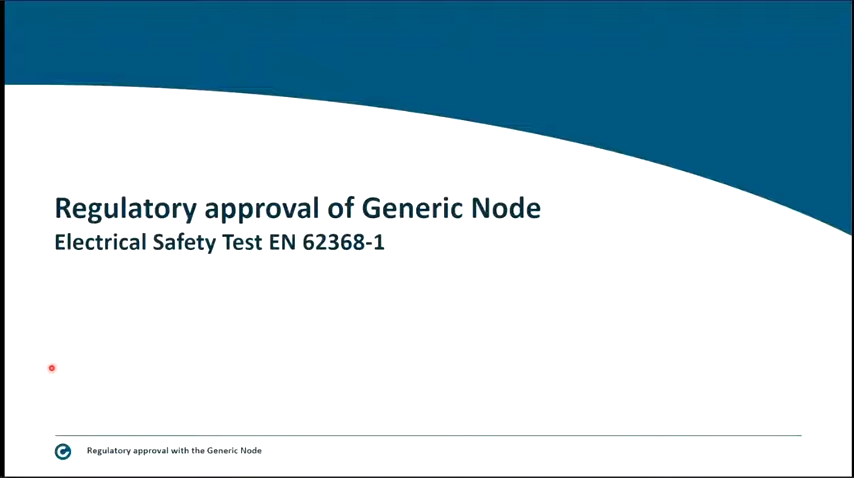 Regulatory approval of Generic Node
Electrical Safety Test EN 62368-1
Regulatory approval with the Generic Node